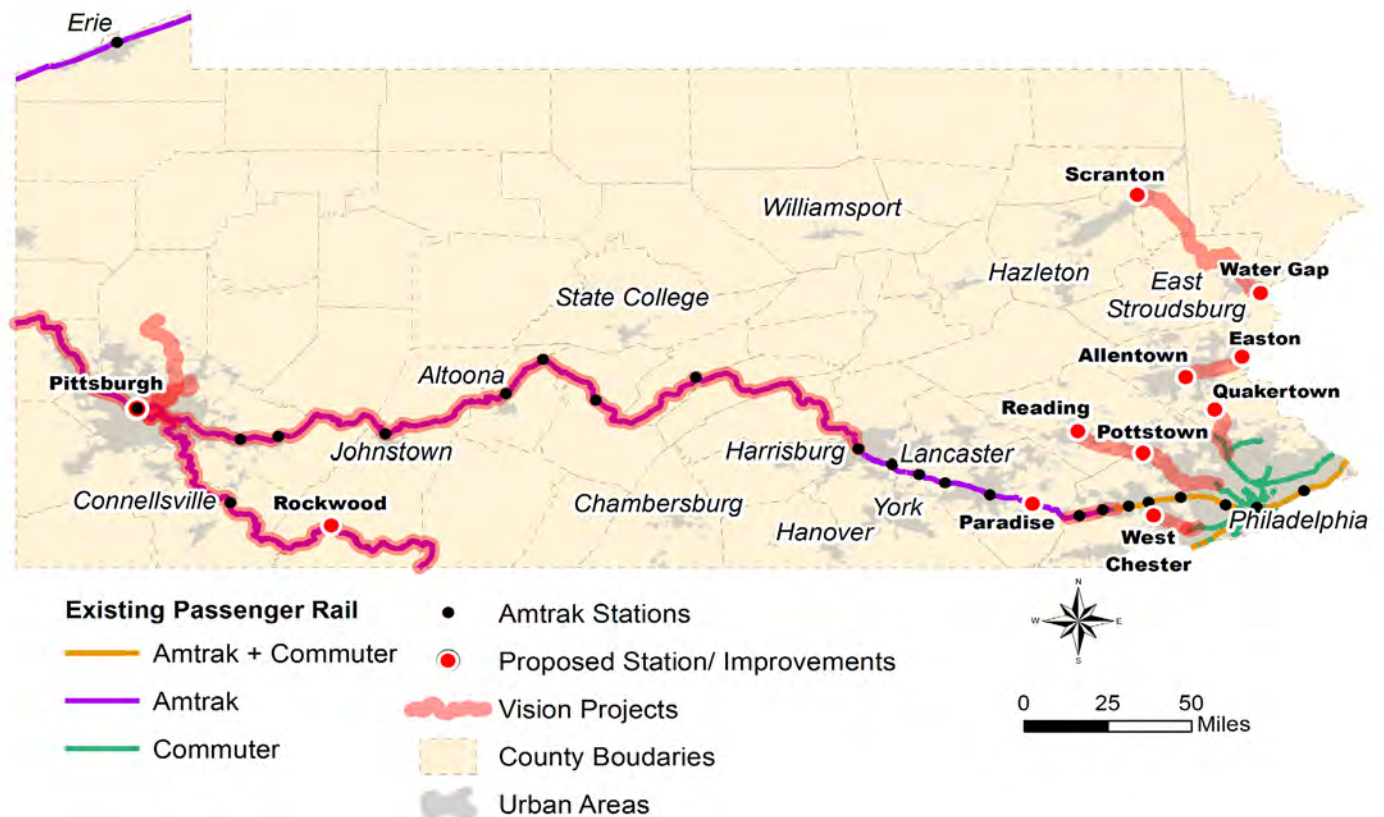 Erie
Scranton
Williamsport
Hazleton
Water Gap
East
Stroudsburg
State College
Easton
Allentown
Pittsburgh
Altoona
Quakertown
Reading
Pottstown
Johnstown
Harrisburg
Lancaster
Connellsville
Rockwood
Chambersburg
York
Paradise
Hanover
West
Chester
Philadelphia
Existing Passenger Rail
Amtrak + Commuter
Amtrak
Commuter
Amtrak Stations
Proposed Station/ Improvements
Vision Projects
County Boudaries
Urban Areas
N
W E
S
0 25 50
Miles